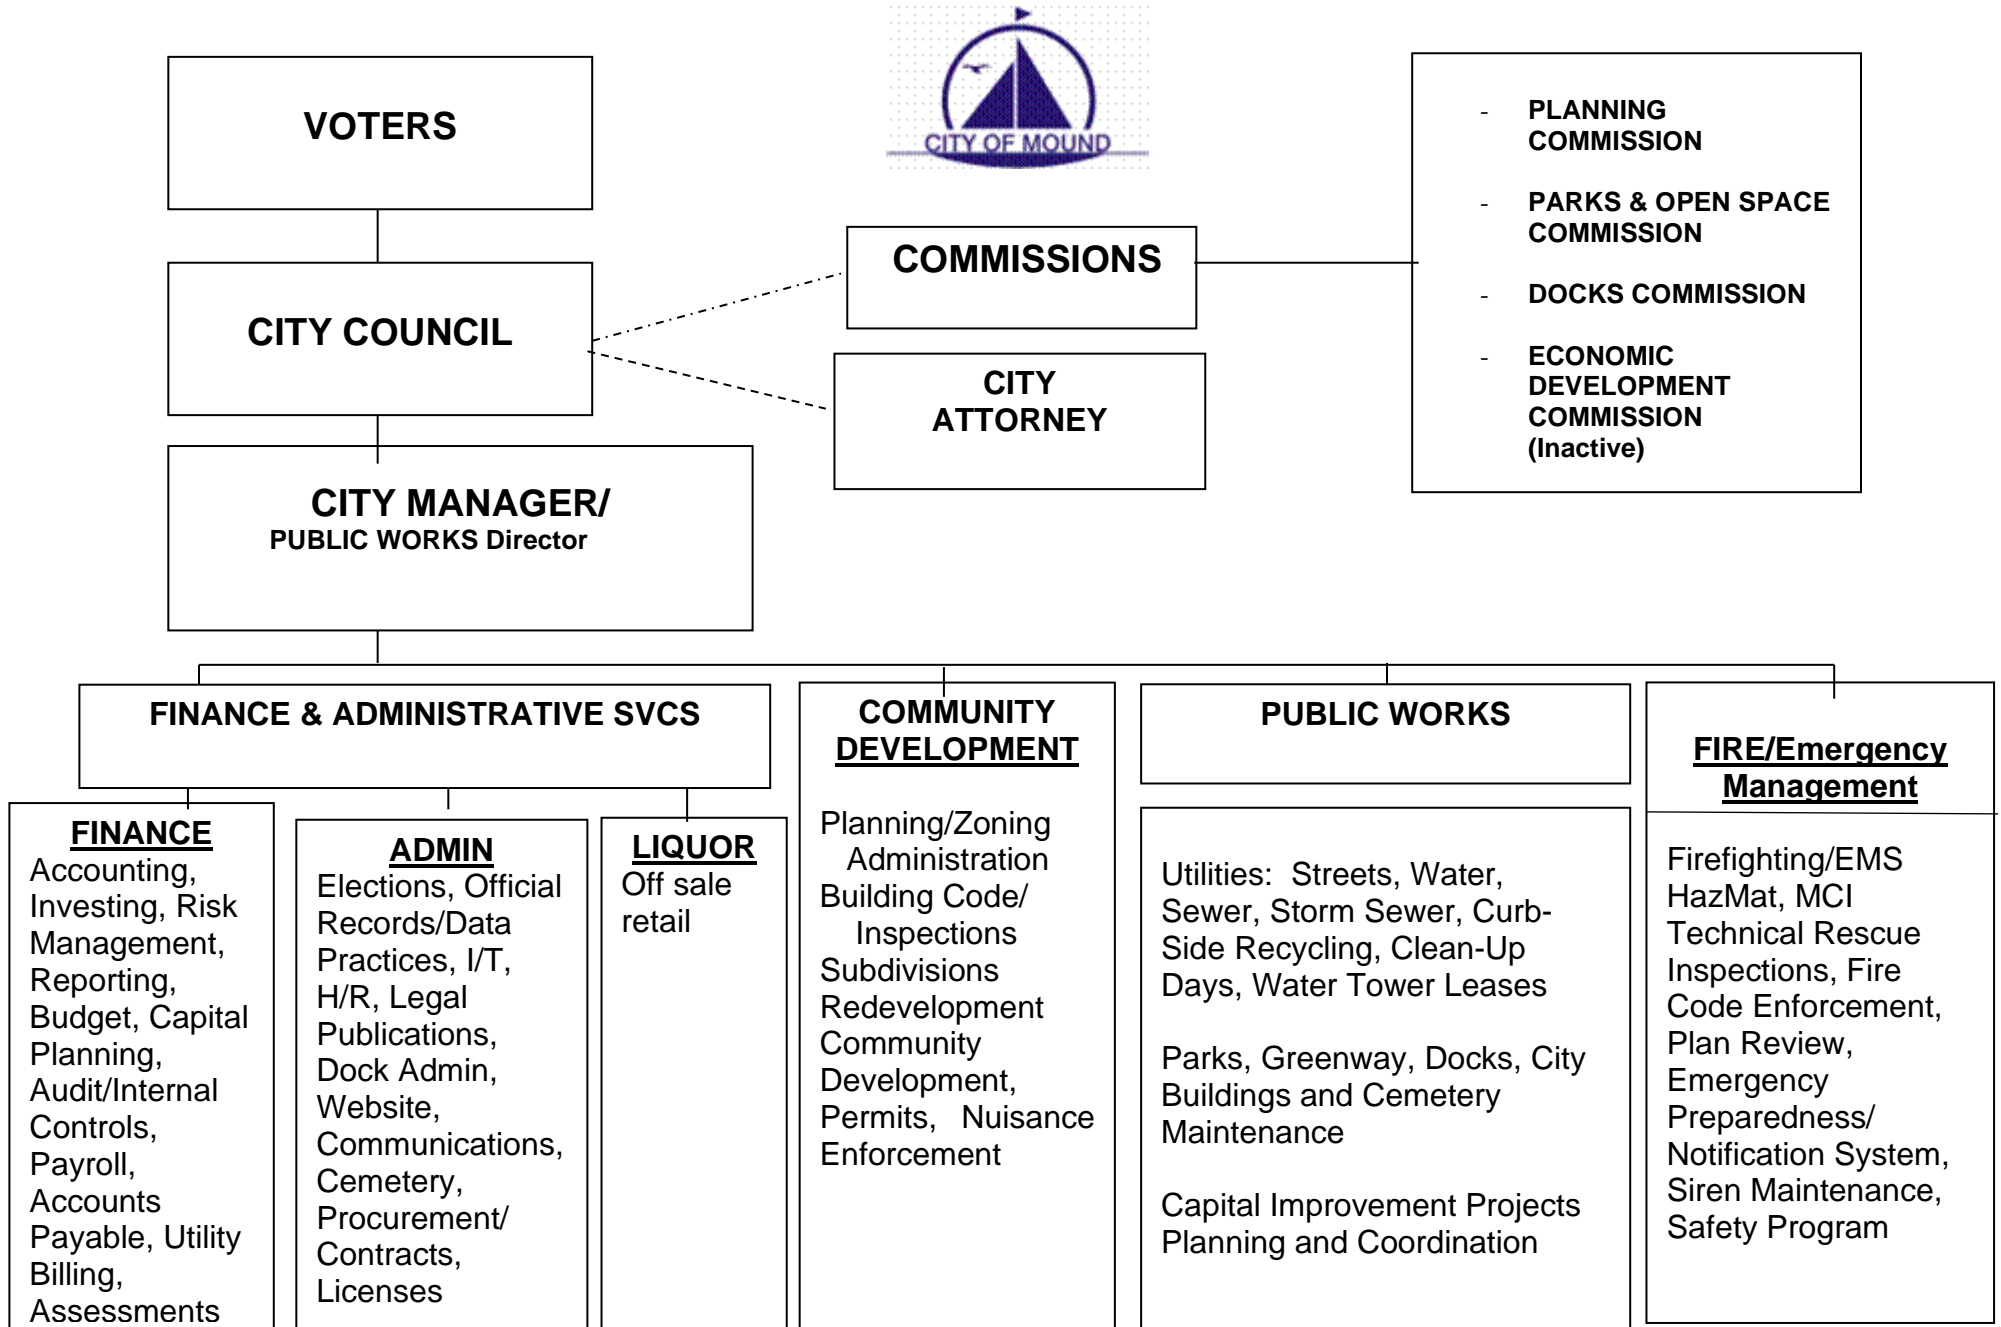 CITY OF MOUND
VOTERS
CITY COUNCIL
CITY MANAGER/
PUBLIC WORKS Director
COMMISSIONS
CITY
ATTORNEY
- PLANNING
COMMISSION
- PARKS & OPEN SPACE
COMMISSION
- DOCKS COMMISSION
- ECONOMIC
DEVELOPMENT
COMMISSION
(Inactive)
FINANCE & ADMINISTRATIVE SVCS
FINANCE
Accounting,
Investing, Risk
Management,
Reporting,
Budget, Capital
Planning,
Audit/Internal
Controls,
Payroll,
Accounts
Payable, Utility
Billing,
Assessments
ADMIN
Elections, Official
Records/Data
Practices, I/T,
H/R, Legal
Publications,
Dock Admin,
Website,
Communications,
Cemetery,
Procurement/
Contracts,
Licenses
LIQUOR
Off sale
retail
COMMUNITY
DEVELOPMENT
Planning/Zoning
Administration
Building Code/
Inspections
Subdivisions
Redevelopment
Community
Development,
Permits, Nuisance
Enforcement
PUBLIC WORKS
Utilities: Streets, Water,
Sewer, Storm Sewer, Curb-
Side Recycling, Clean-Up
Days, Water Tower Leases
Parks, Greenway, Docks, City
Buildings and Cemetery
Maintenance
Capital Improvement Projects
Planning and Coordination
FIRE/Emergency
Management
Firefighting/EMS
HazMat, MCI
Technical Rescue
Inspections, Fire
Code Enforcement,
Plan Review,
Emergency
Preparedness/
Notification System,
Siren Maintenance,
Safety Program